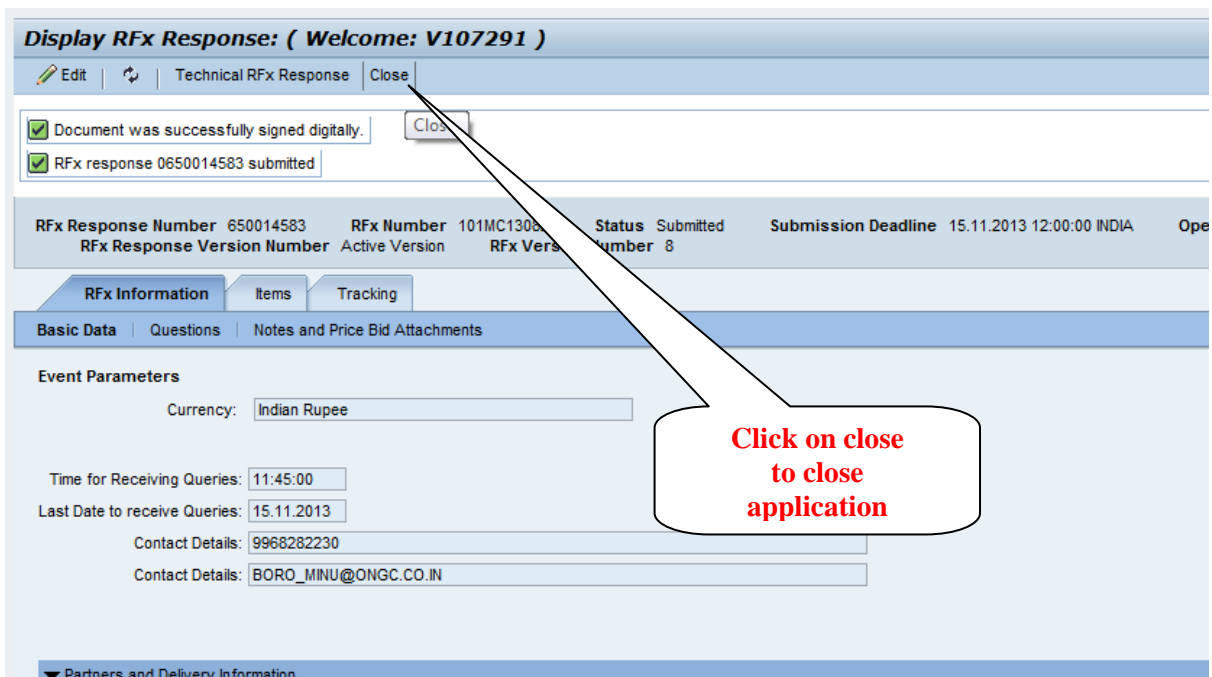 Display RFx Response: ( Welcome: V107291 )
Edit | | Technical RFx Response Close
Document was successfully signed digitally.
RFx response 0650014583 submitted
RFx Response Number 650014583 RFx Number Status Submitted Submission Deadline 15.11.2013 12:00:00 INDIA
RFx Response Version Number Active Version RFx 8
RFx Information Items Tracking
Basic Data | Questions | Notes and Price Bid Attachments
Event Parameters
Currency: Indian Rupee
Click on close
to close
application
Time for Receiving Queries: 11:45:00
Last Date to receive Queries: 15.11.2013
Contact Details: 9968282230
Contact Details: BORO_MINU@ONGC.CO.IN
Partners and Delivery Information